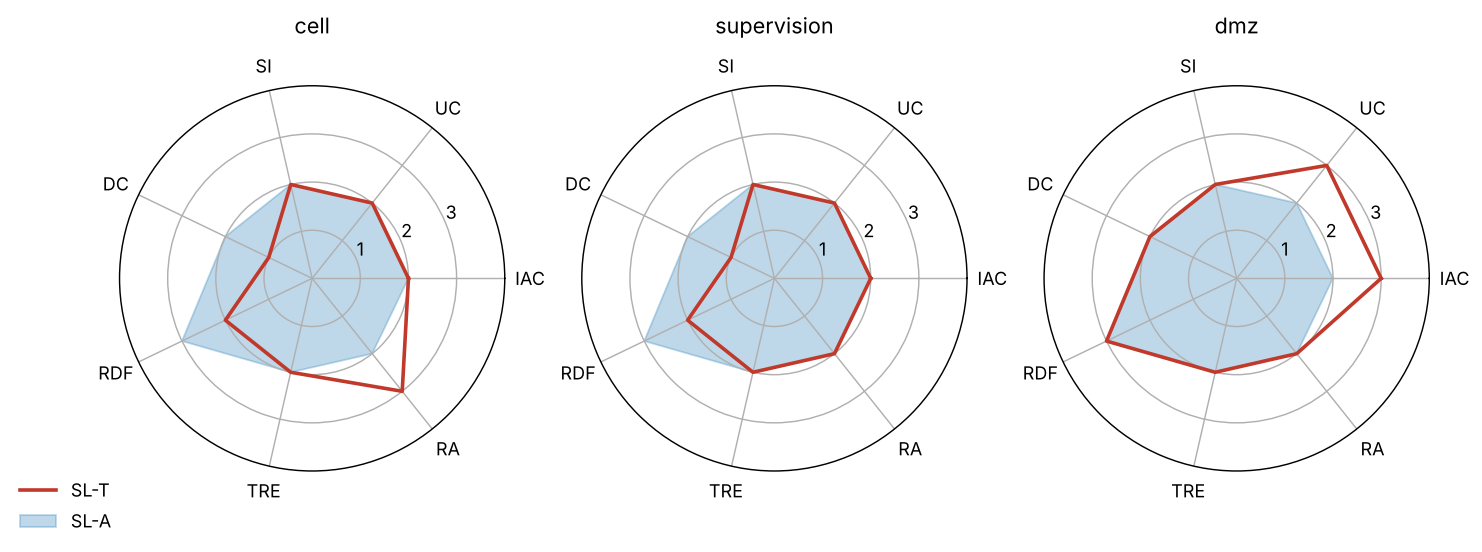 cell
SI
UC
DC
3
2
1
IAC
RDF
RA
TRE
supervision
SI
UC
DC
3
2
1
IAC
RDF
RA
TRE
dmz
SI
UC
DC
3
2
1
IAC
RDF
RA
TRE
SL-T
SL-A